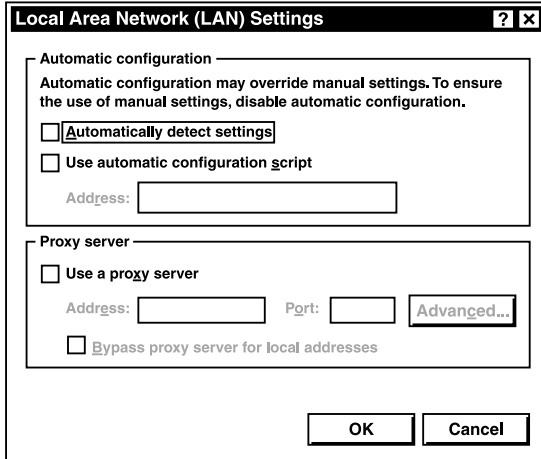 Local Area Network (LAN) Settings ? X
Automatic configuration
Automatic configuration may override manual settings. To ensure
the use of manual settings, disable automatic configuration.
Automatically detect settings
Use automatic configuration script
Address:
Proxy server
Use a proxy server
Address: Port: Advanced...
Bypass proxy server for local addresses
OK Cancel